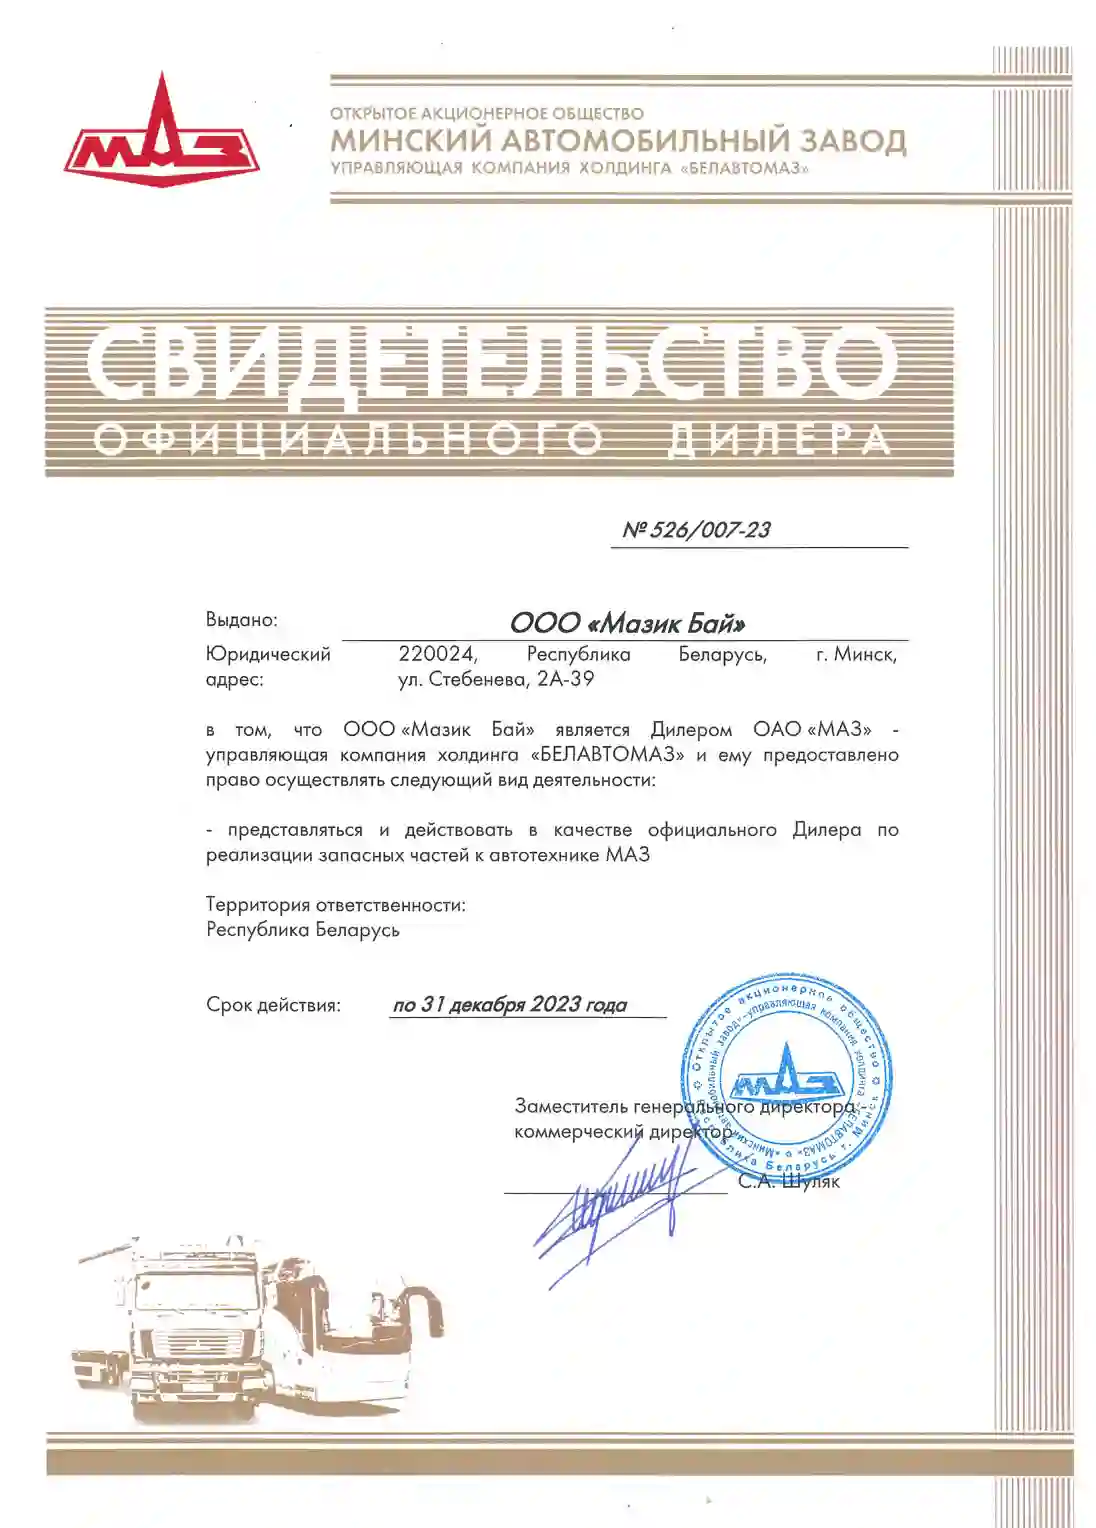 МАЗ
ОТКРЫТОЕ АКЦИОНЕРНОЕ ОБЩЕСТВО
МИНСКИЙ АВТОМОБИЛЬНЫЙ ЗАВОД
УПРАВЛЯЮЩАЯ КОМПАНИЯ ХОЛДИНГА «БЕЛАВТОМАЗ»
СВИДЕТЕЛЬСТВО
ОФИЦИАЛЬНОГО ДИЛЕРА
№ 526/007-23
Выдано: ООО «Мазик Бай»
Юридический 220024, Республика Беларусь, г. Минск,
адрес: ул. Стебенева, 2А-39
в том, что ООО «Мазик Бай» является Дилером ОАО «МАЗ» -
управляющая компания холдинга «БЕЛАВТОМАЗ» и ему предоставлено
право осуществлять следующий вид деятельности:
- представляться и действовать в качестве официального Дилера по
реализации запасных частей к автотехнике МАЗ
Территория ответственности:
Республика Беларусь
Срок действия: по 31 декабря 2023 года
Открытое акционерное общество
Республика Беларусь г. Минск
«Минский автомобильный завод» -управляющая компания холдинга «БЕЛАВТОМАЗ»
МАЗ
Заместитель генерального директора -
коммерческий директор
С.А. Шуляк